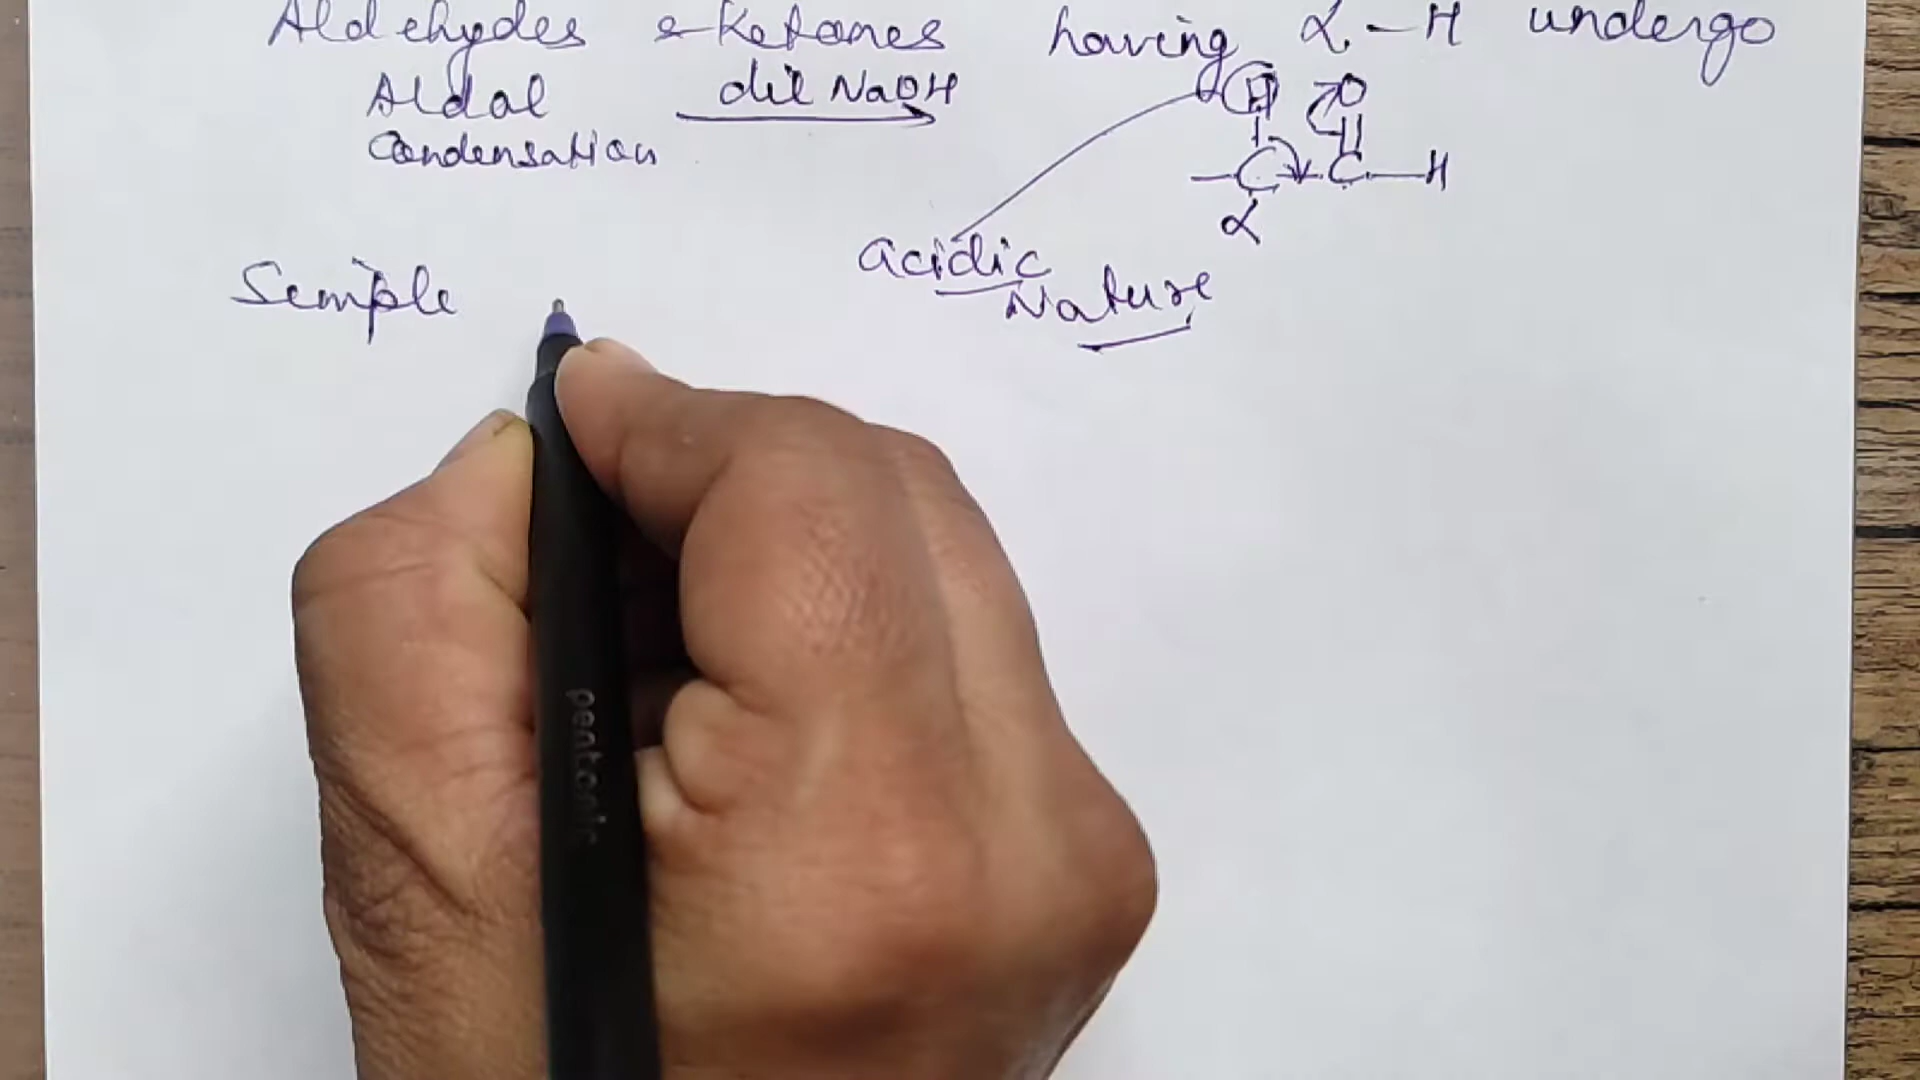 Aldehydes & Ketones having α-H undergo
Aldol dil NaOH
Condensation
H O
- C - C - H
α
acidic
Nature
Simple
pentonic